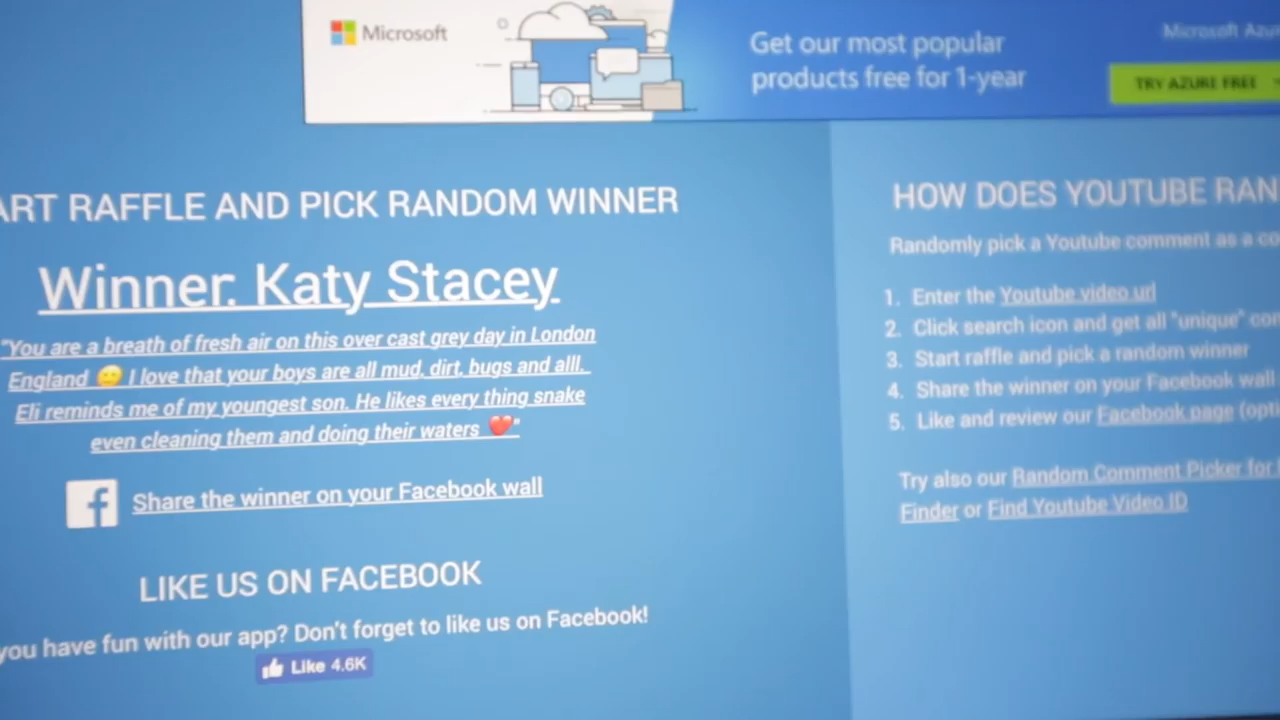 Microsoft
Get our most popular
products free for 1-year
Microsoft Azur
TRY AZURE FREE
ART RAFFLE AND PICK RANDOM WINNER
Winner: Katy Stacey
"You are a breath of fresh air on this over cast grey day in London
England 🙂 I love that your boys are all mud, dirt, bugs and alll.
Eli reminds me of my youngest son. He likes every thing snake
even cleaning them and doing their waters ❤️"
Share the winner on your Facebook wall
LIKE US ON FACEBOOK
you have fun with our app? Don't forget to like us on Facebook!
Like 4.6K
HOW DOES YOUTUBE RAN
Randomly pick a Youtube comment as a co
1. Enter the Youtube video url
2. Click search icon and get all "unique" co
3. Start raffle and pick a random winner
4. Share the winner on your Facebook wall
5. Like and review our Facebook page (opti
Try also our Random Comment Picker for
Finder or Find Youtube Video ID